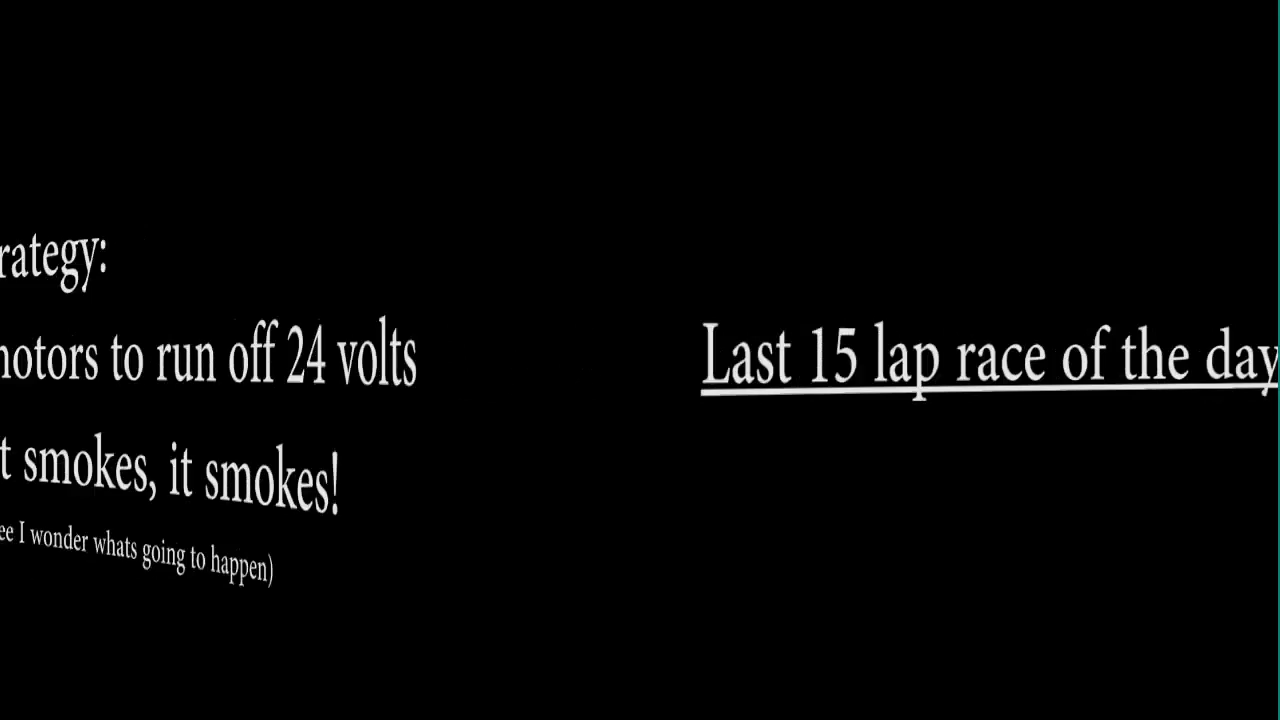 rategy:
motors to run off 24 volts
t smokes, it smokes!
ee I wonder whats going to happen)
Last 15 lap race of the day